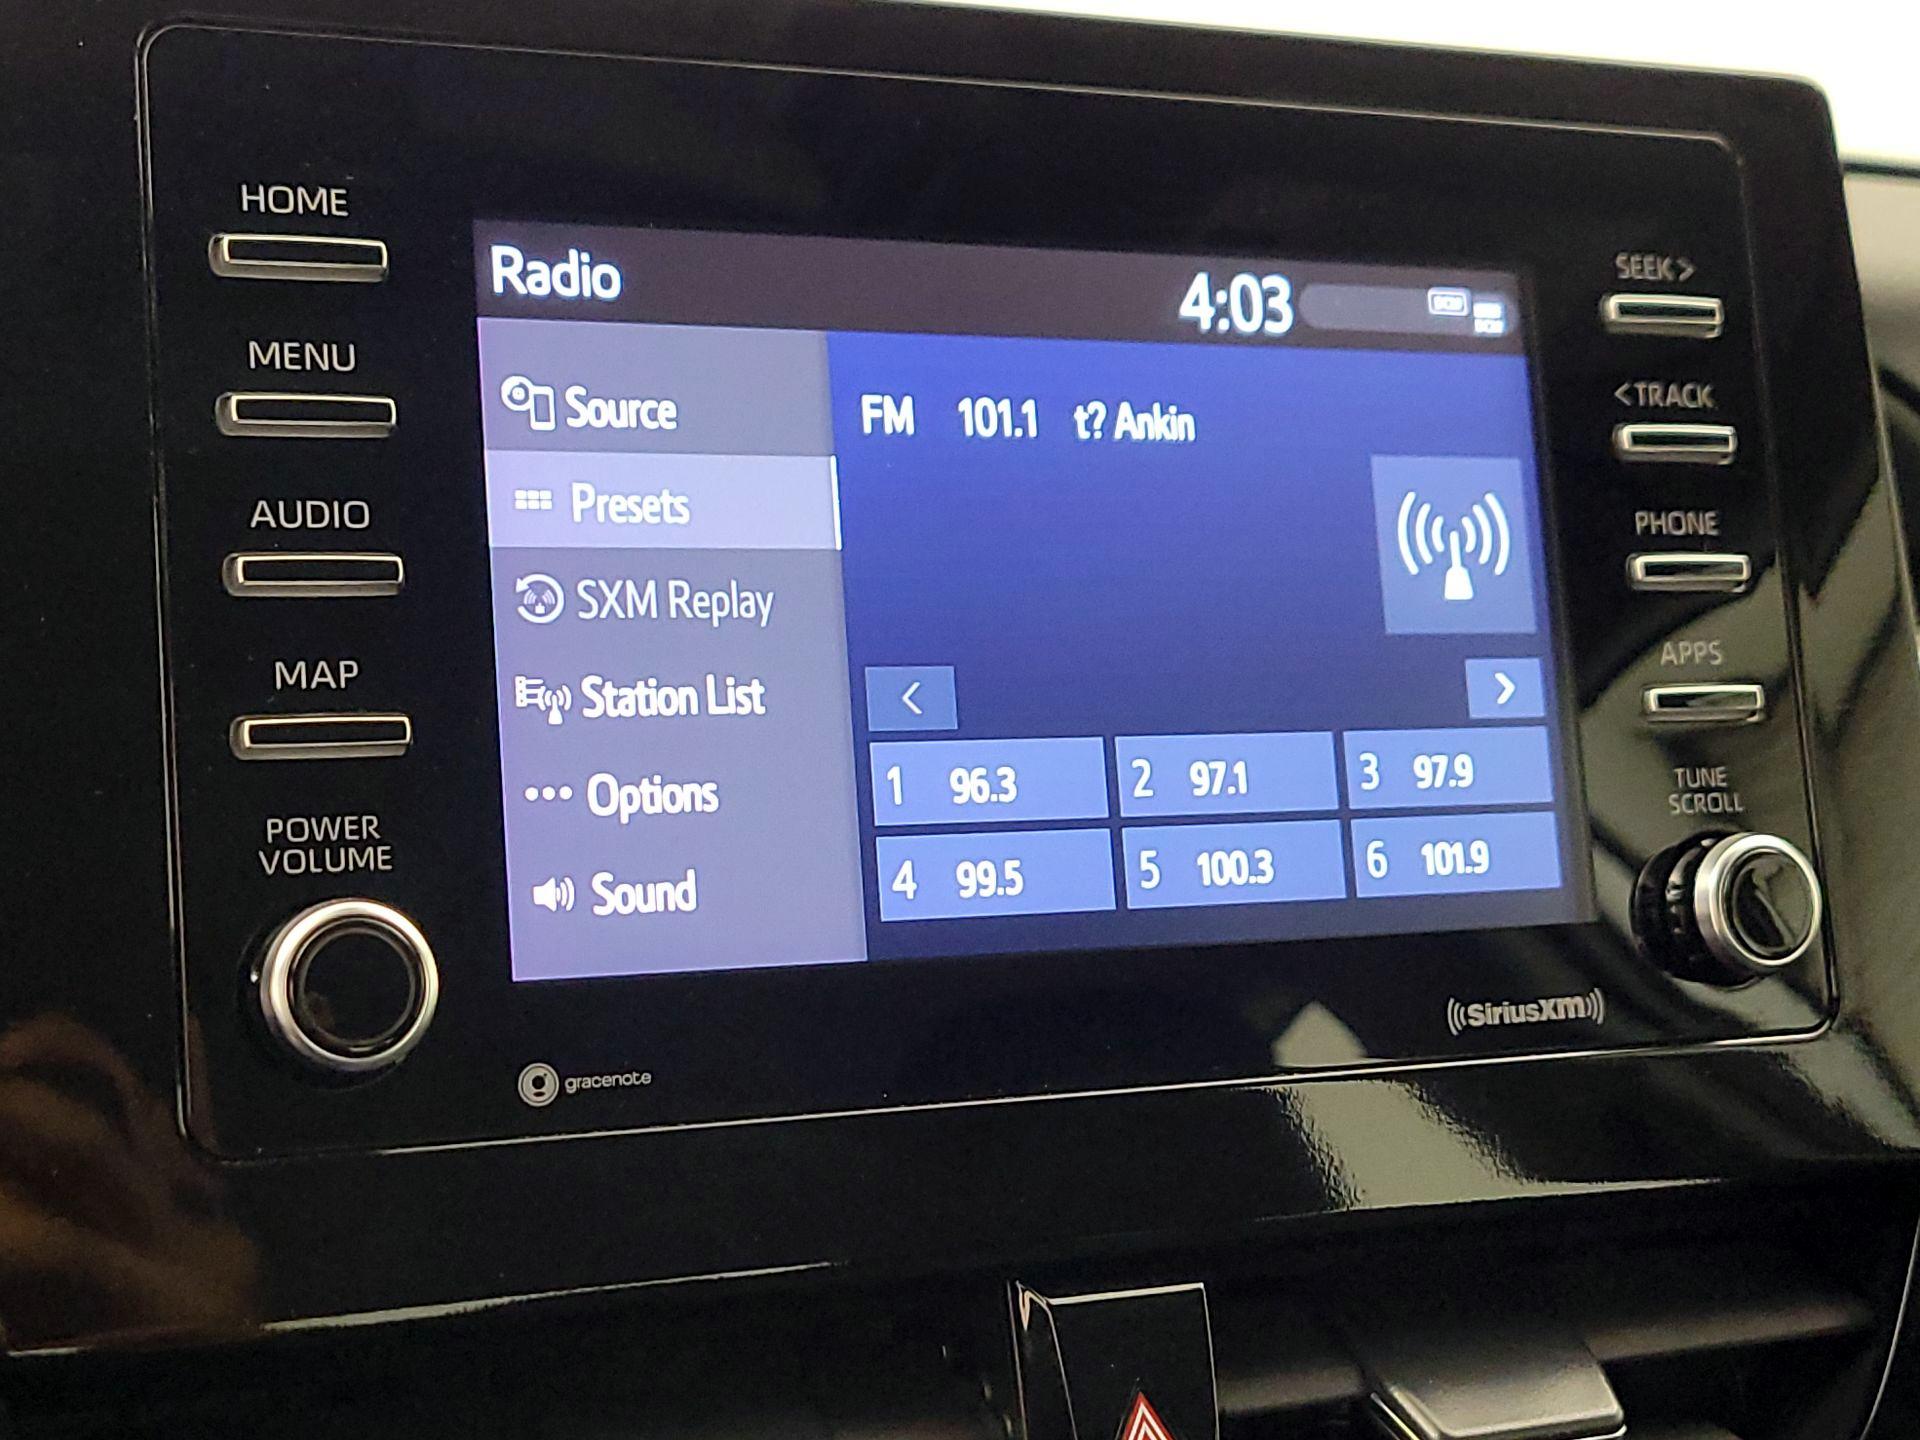 HOME
MENU
AUDIO
MAP
POWER
VOLUME
Radio
4:03
DCM
Source
Presets
SXM Replay
Station List
Options
Sound
FM 101.1 t? Ankin
<
>
1 96.3
2 97.1
3 97.9
4 99.5
5 100.3
6 101.9
SEEK >
< TRACK
PHONE
APPS
TUNE
SCROLL
gracenote
((SiriusXM))